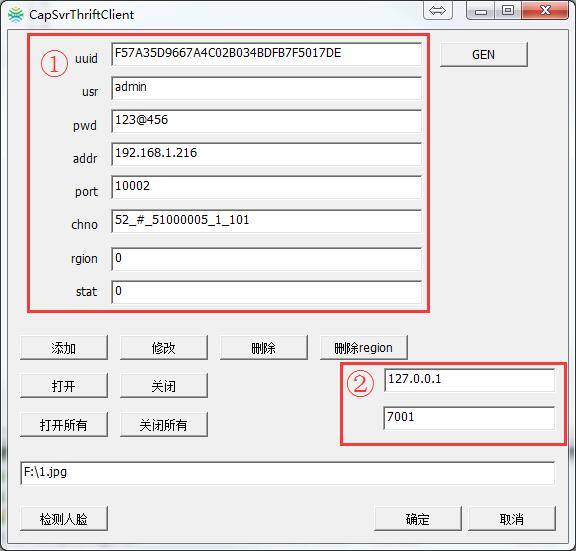 CapSvrThriftClient
①
uuid F57A35D9667A4C02B034BDFB7F5017DE GEN
usr admin
pwd 123@456
addr 192.168.1.216
port 10002
chno 52_#_51000005_1_101
rgion 0
stat 0
添加 修改 删除 删除region
打开 关闭 ② 127.0.0.1
打开所有 关闭所有 7001
F:\1.jpg
检测人脸 确定 取消